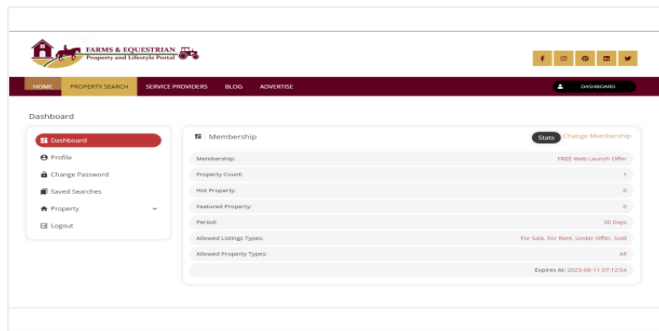 FARMS & EQUESTRIAN
Property and Lifestyle Portal
HOME PROPERTY SEARCH SERVICE PROVIDERS BLOG ADVERTISE DASHBOARD
Dashboard
Dashboard
Profile
Change Password
Saved Searches
Property
Logout
Membership Stats Change Membership
Membership: FREE Web Launch Offer
Property Count: 1
Hot Property: 0
Featured Property: 0
Period: 30 Days
Allowed Listings Types: For Sale, For Rent, Under Offer, Sold
Allowed Property Types: All
Expires At: 2023-08-11 07:12:54